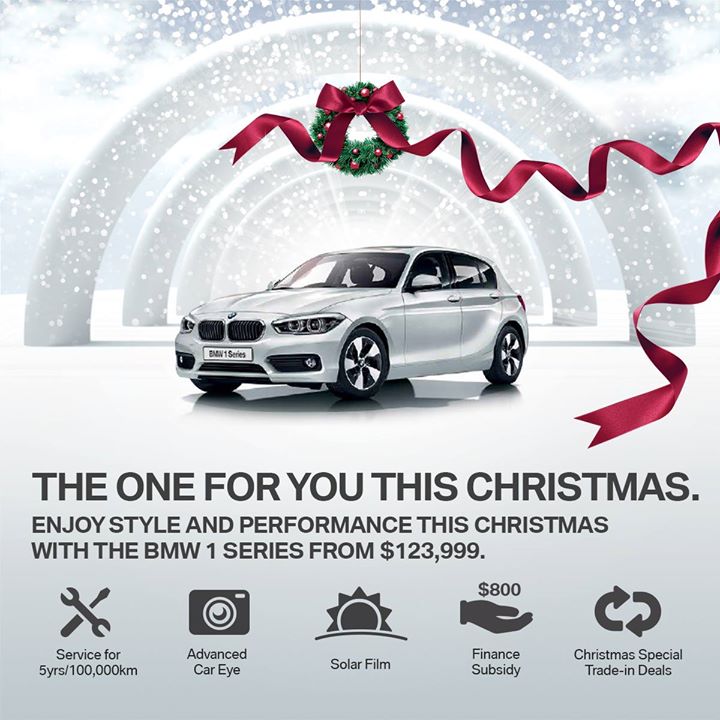 BMW 1 Series
THE ONE FOR YOU THIS CHRISTMAS.
ENJOY STYLE AND PERFORMANCE THIS CHRISTMAS
WITH THE BMW 1 SERIES FROM $123,999.
Service for
5yrs/100,000km
Advanced
Car Eye
Solar Film
$800
Finance
Subsidy
Christmas Special
Trade-in Deals